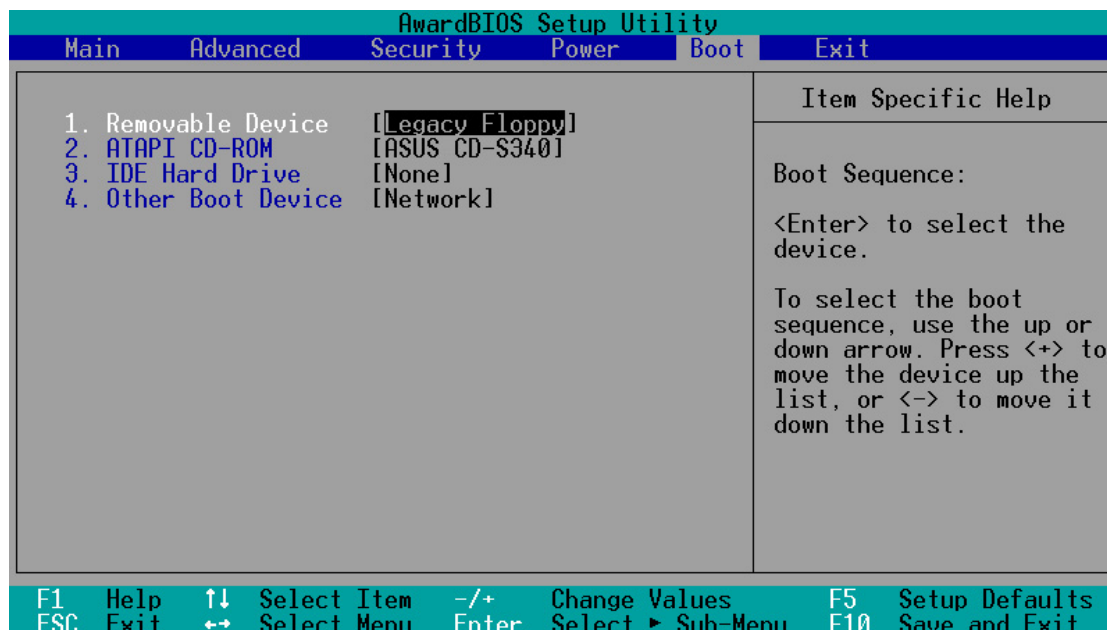 AwardBIOS Setup Utility
Main Advanced Security Power Boot Exit
1. Removable Device [Legacy Floppy]
2. ATAPI CD-ROM [ASUS CD-S340]
3. IDE Hard Drive [None]
4. Other Boot Device [Network]
Item Specific Help
Boot Sequence:
<Enter> to select the
device.
To select the boot
sequence, use the up or
down arrow. Press <+> to
move the device up the
list, or <-> to move it
down the list.
F1 Help ↑↓ Select Item -/+ Change Values F5 Setup Defaults
ESC Exit ←→ Select Menu Enter Select ► Sub-Menu F10 Save and Exit